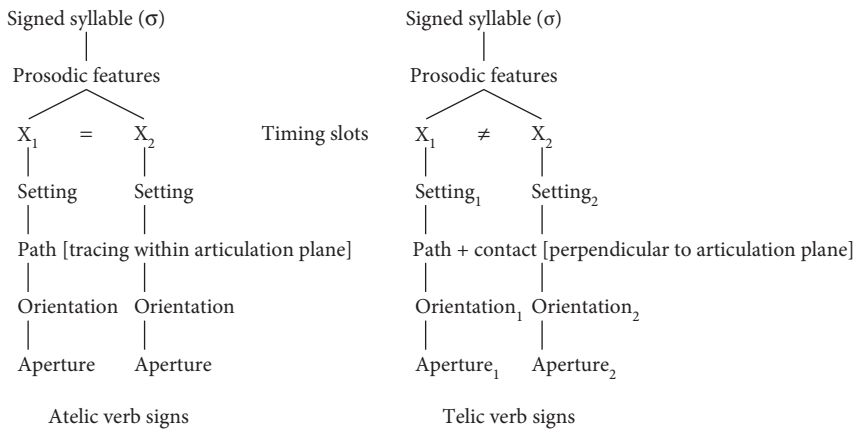 Signed syllable (σ) Signed syllable (σ)
Prosodic features Prosodic features
X1 = X2 Timing slots X1 ≠ X2
Setting Setting Setting1 Setting2
Path [tracing within articulation plane] Path + contact [perpendicular to articulation plane]
Orientation Orientation Orientation1 Orientation2
Aperture Aperture Aperture1 Aperture2
Atelic verb signs Telic verb signs